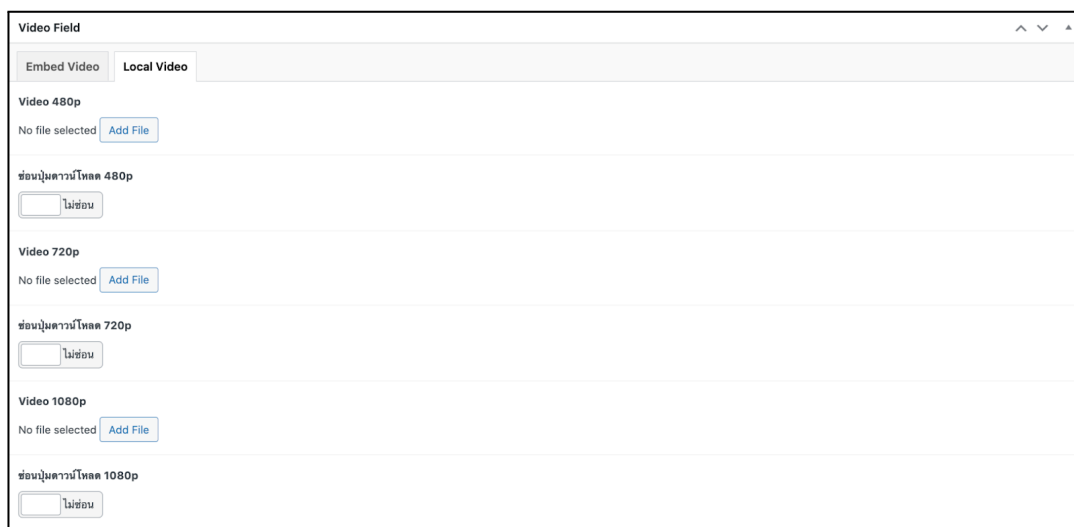 Video Field
Embed Video Local Video
Video 480p
No file selected Add File
ซ่อนปุ่มดาวน์โหลด 480p
ไม่ซ่อน
Video 720p
No file selected Add File
ซ่อนปุ่มดาวน์โหลด 720p
ไม่ซ่อน
Video 1080p
No file selected Add File
ซ่อนปุ่มดาวน์โหลด 1080p
ไม่ซ่อน